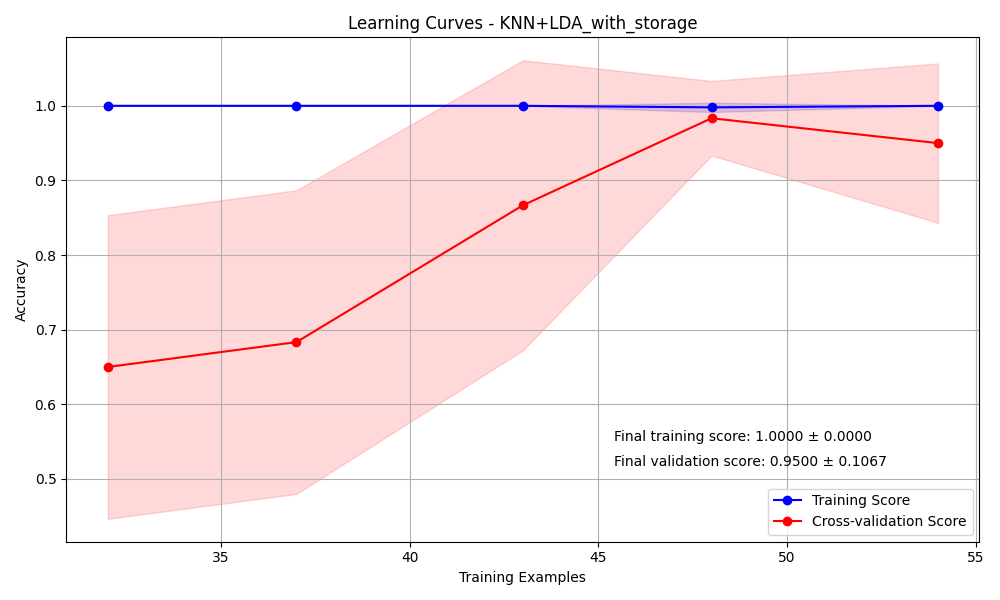 Learning Curves - KNN+LDA_with_storage
Accuracy
1.0
0.9
0.8
0.7
0.6
0.5
Final training score: 1.0000 ± 0.0000
Final validation score: 0.9500 ± 0.1067
Training Score
Cross-validation Score
35
40
45
50
55
Training Examples